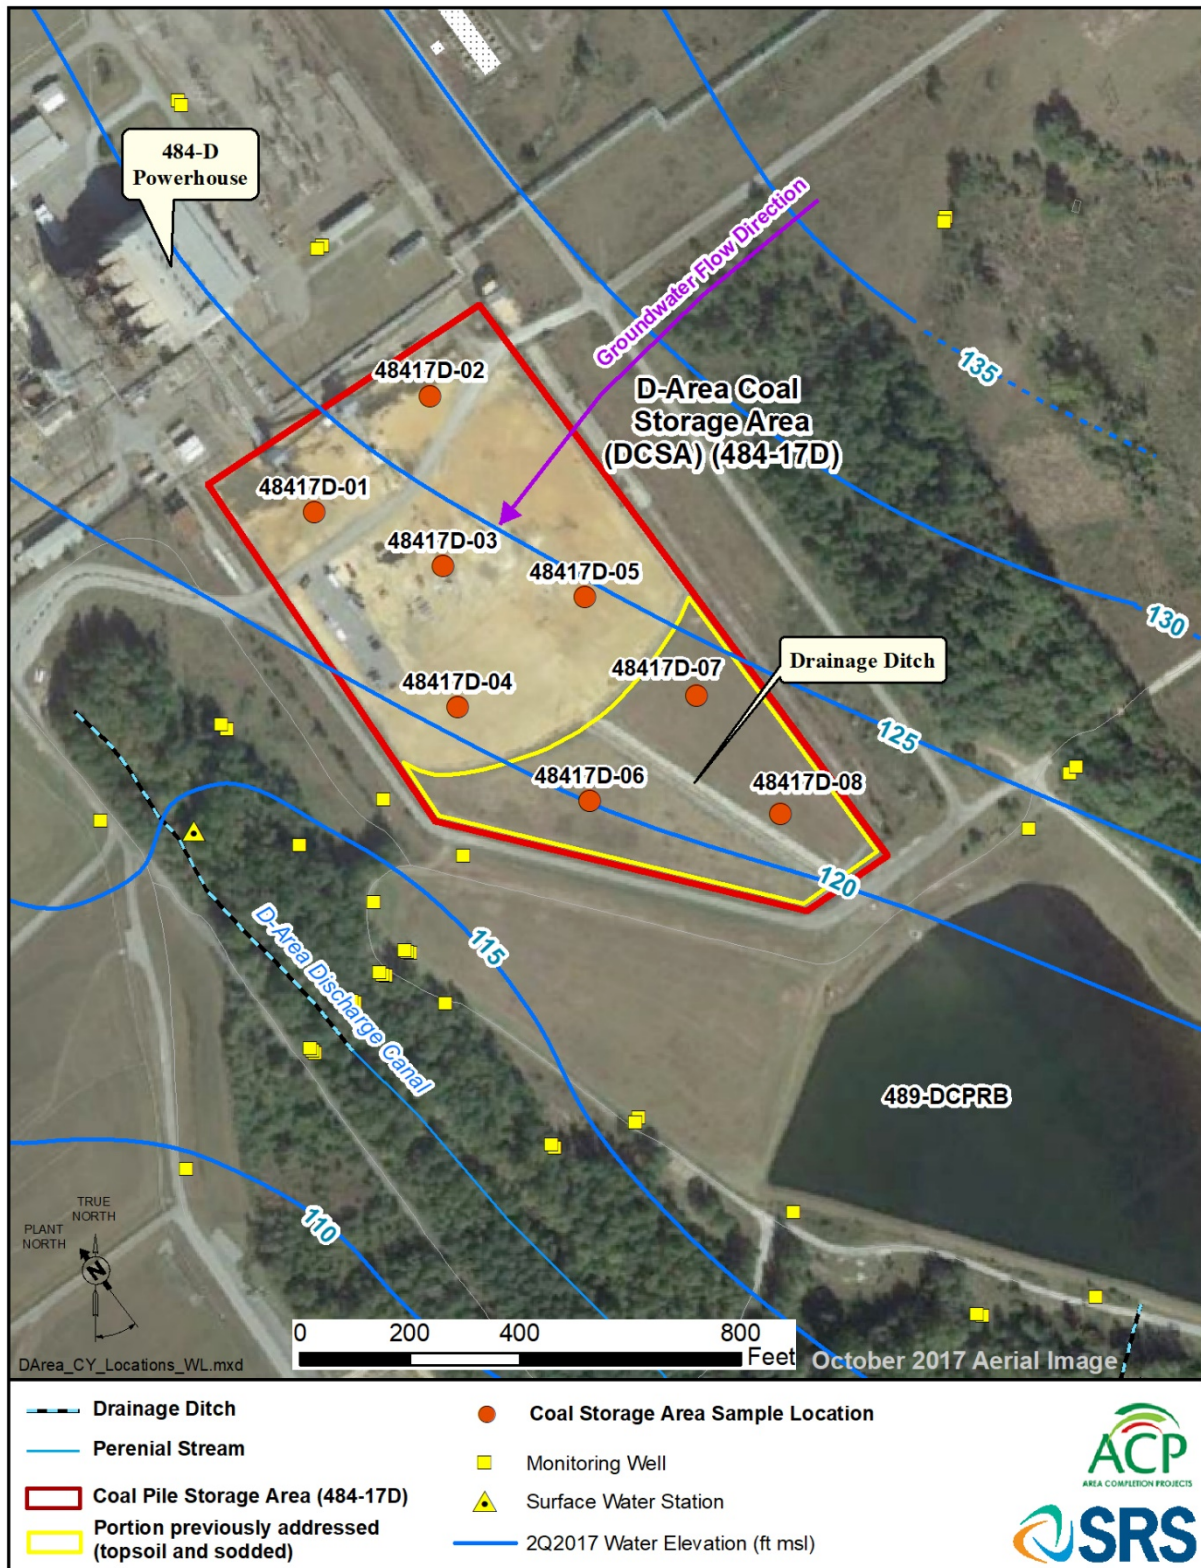 484-D
Powerhouse
Groundwater Flow Direction
48417D-02
D-Area Coal
Storage Area
(DCSA) (484-17D)
135
48417D-01
48417D-03
48417D-05
130
Drainage Ditch
48417D-07
48417D-04
125
48417D-06
48417D-08
120
115
D-Area Discharge Canal
489-DCPRB
110
TRUE
NORTH
PLANT
NORTH
N
0 200 400 800
Feet
DArea_CY_Locations_WL.mxd
October 2017 Aerial Image
Drainage Ditch
Perenial Stream
Coal Pile Storage Area (484-17D)
Portion previously addressed
(topsoil and sodded)
Coal Storage Area Sample Location
Monitoring Well
Surface Water Station
2Q2017 Water Elevation (ft msl)
ACP
AREA COMPLETION PROJECTS
SRS